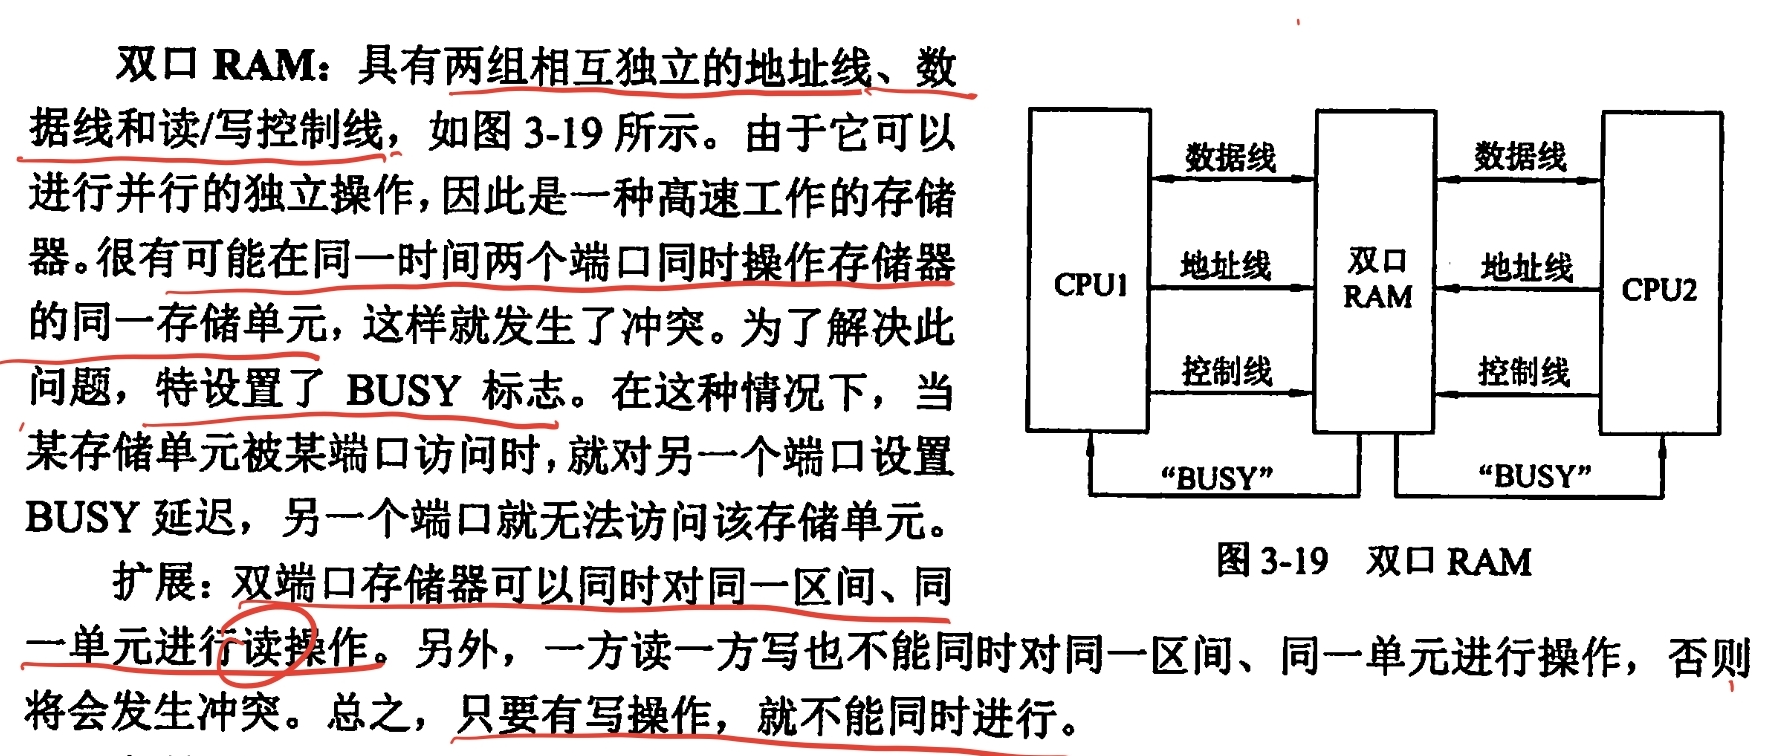 双口 RAM：具有两组相互独立的地址线、数
据线和读/写控制线，如图 3-19 所示。由于它可以
进行并行的独立操作，因此是一种高速工作的存储
器。很有可能在同一时间两个端口同时操作存储器
的同一存储单元，这样就发生了冲突。为了解决此
问题，特设置了 BUSY 标志。在这种情况下，当
某存储单元被某端口访问时，就对另一个端口设置
BUSY 延迟，另一个端口就无法访问该存储单元。
扩展：双端口存储器可以同时对同一区间、同
一单元进行读操作。另外，一方读一方写也不能同时对同一区间、同一单元进行操作，否则
将会发生冲突。总之，只要有写操作，就不能同时进行。
CPU1
数据线
地址线
控制线
双口
RAM
数据线
地址线
控制线
CPU2
“BUSY”
“BUSY”
图 3-19 双口 RAM